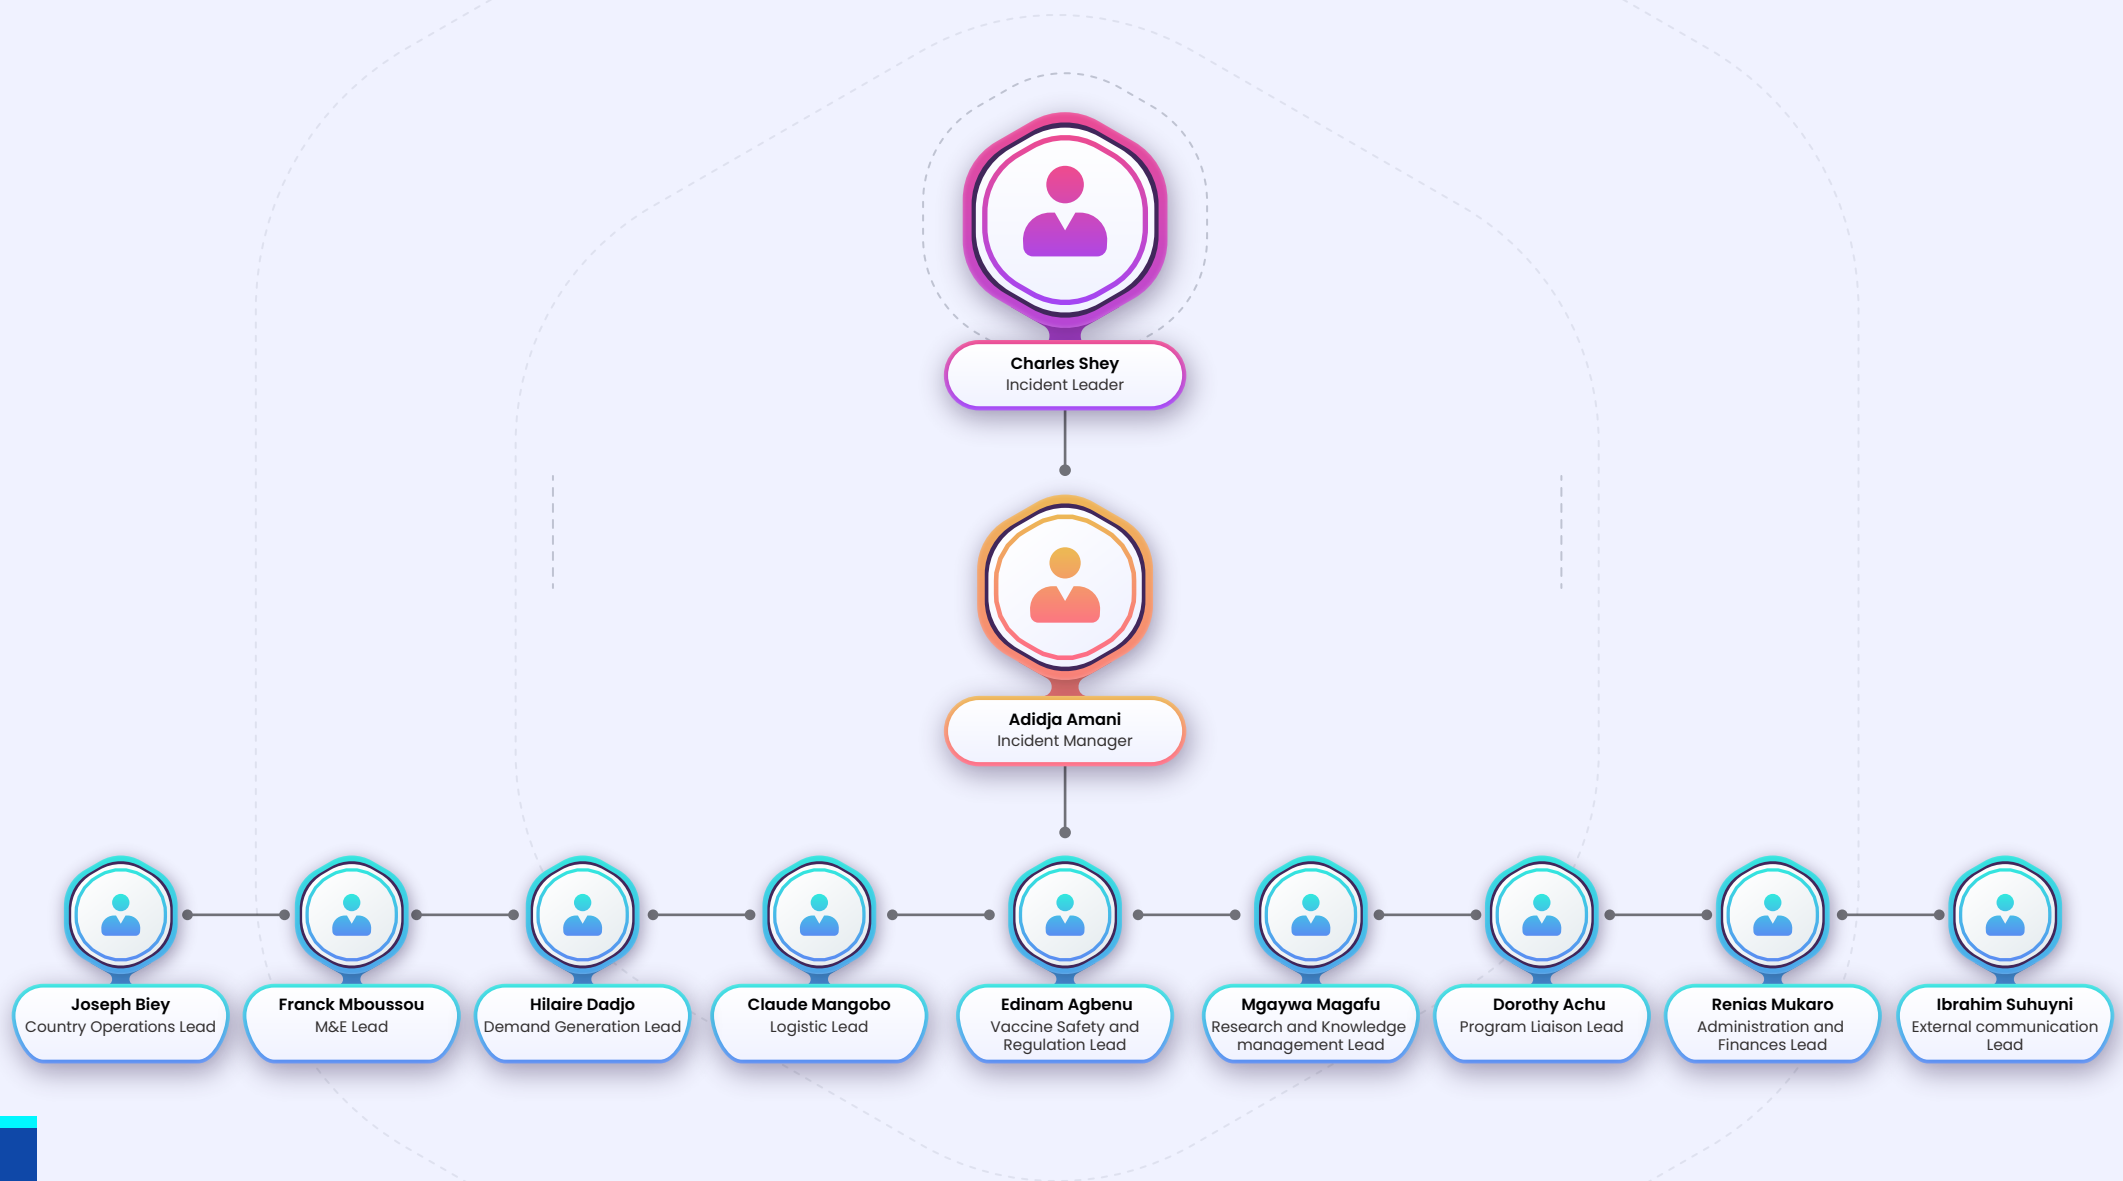 Charles Shey
Incident Leader
Adidja Amani
Incident Manager
Joseph Biey
Country Operations Lead
Franck Mboussou
M&E Lead
Hilaire Dadjo
Demand Generation Lead
Claude Mangobo
Logistic Lead
Edinam Agbenu
Vaccine Safety and
Regulation Lead
Mgaywa Magafu
Research and Knowledge
management Lead
Dorothy Achu
Program Liaison Lead
Renias Mukaro
Administration and
Finances Lead
Ibrahim Suhuyni
External communication
Lead